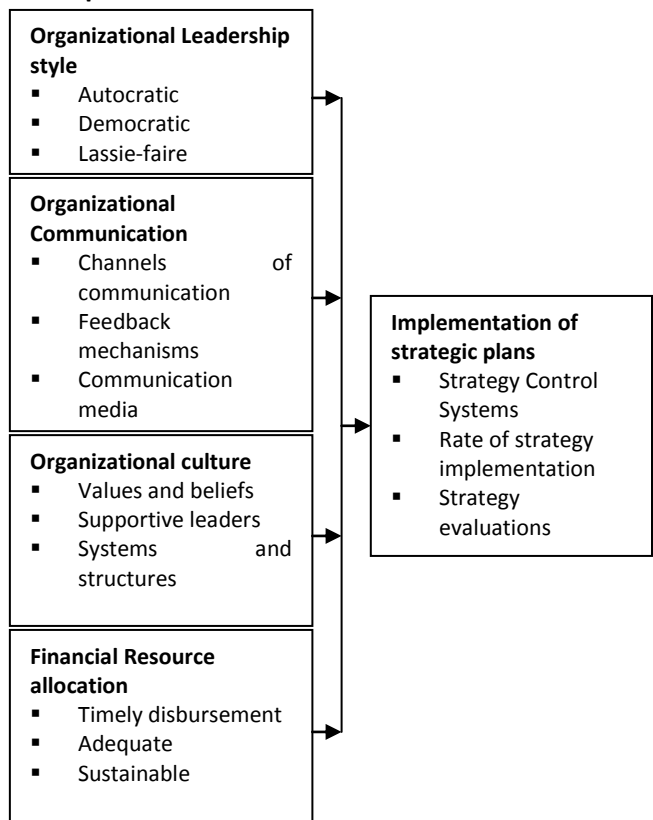 Organizational Leadership
style
▪ Autocratic
▪ Democratic
▪ Lassie-faire
Organizational
Communication
▪ Channels of
communication
▪ Feedback
mechanisms
▪ Communication
media
Organizational culture
▪ Values and beliefs
▪ Supportive leaders
▪ Systems and
structures
Financial Resource
allocation
▪ Timely disbursement
▪ Adequate
▪ Sustainable
Implementation of
strategic plans
▪ Strategy Control
Systems
▪ Rate of strategy
implementation
▪ Strategy
evaluations